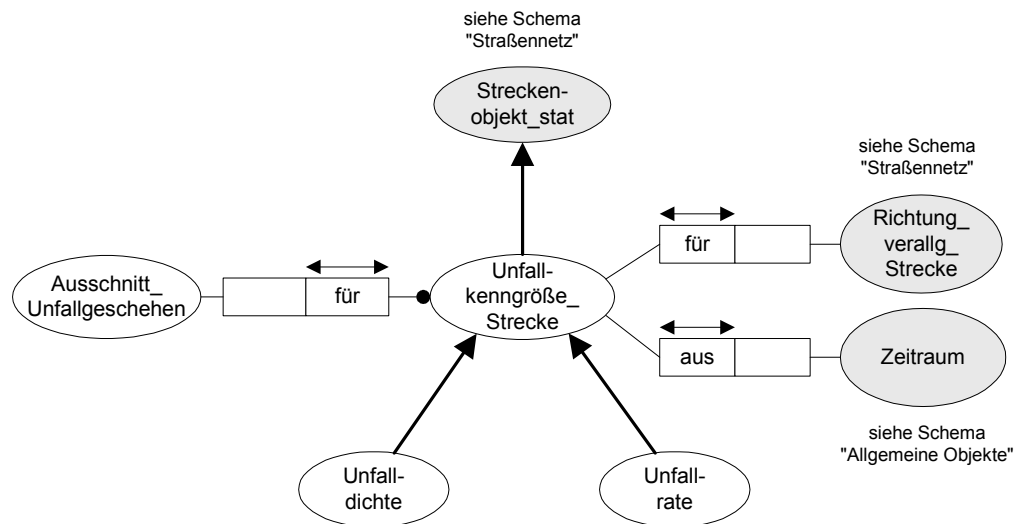 siehe Schema
"Straßennetz"
Strecken-
objekt_stat
siehe Schema
"Straßennetz"
Richtung_
verallg_
Strecke
für
Ausschnitt_
Unfallgeschehen
für
Unfall-
kenngröße_
Strecke
aus
Zeitraum
siehe Schema
"Allgemeine Objekte"
Unfall-
dichte
Unfall-
rate